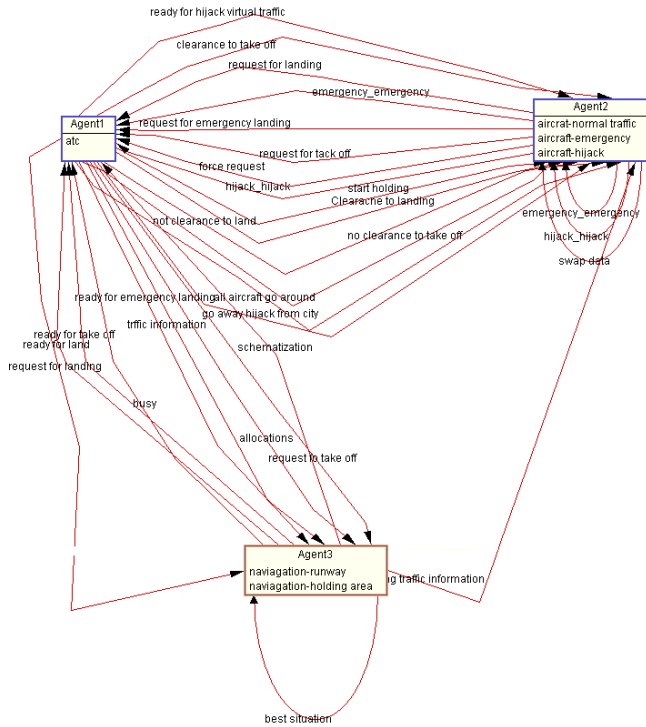 ready for hijack virtual traffic
clearance to take off
request for landing
emergency_emergency
Agent1
atc
Agent2
aircrat-normal traffic
aircraft-emergency
aircraft-hijack
request for emergency landing
request for tack off
force request
hijack_hijack
start holding
Clearacne to landing
not clearance to land
no clearance to take off
emergency_emergency
hijack_hijack
swap data
ready for emergency landing
all aircraft go around
go away hijack from city
trffic information
ready for take off
ready for land
schematization
request for landing
busy
allocations
request fo take off
Agent3
naviagation-runway
naviagation-holding area
traffic information
best situation